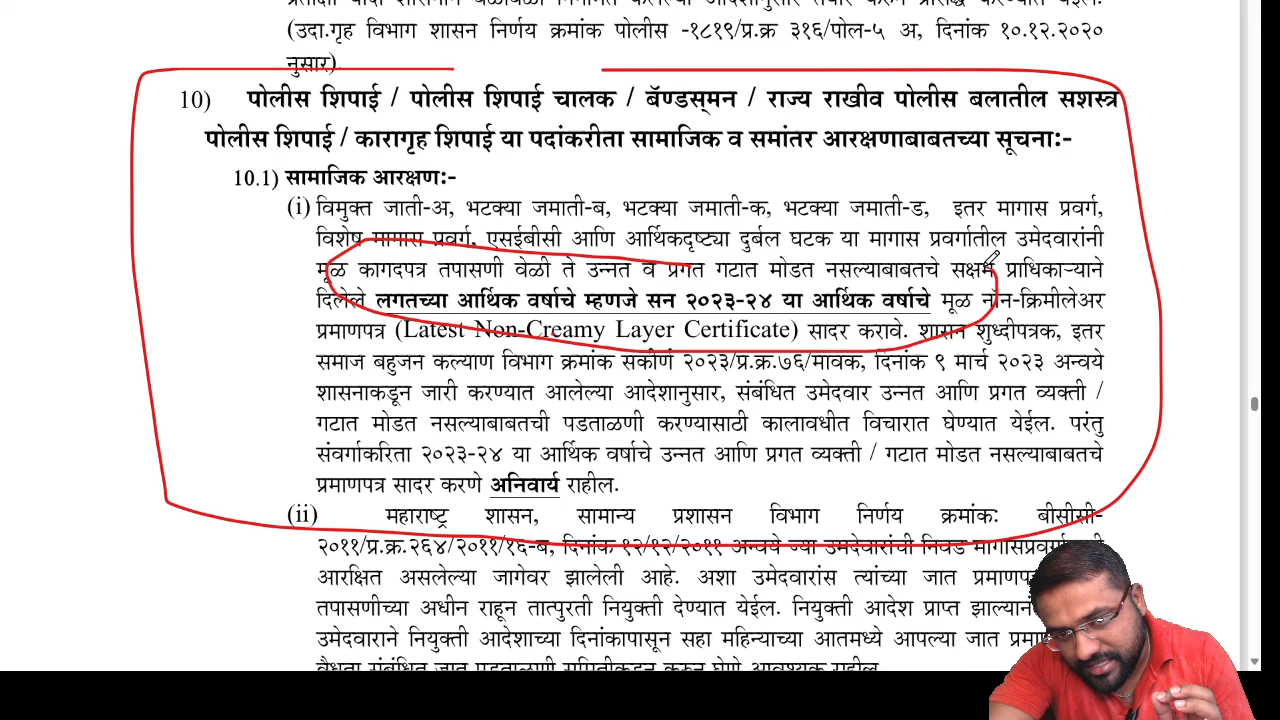 (उदा.गृह विभाग शासन निर्णय क्रमांक पोलीस -१८१९/प्र.क्र ३१६/पोल-५ अ, दिनांक १०.१२.२०२०
नुसार).
10) पोलीस शिपाई / पोलीस शिपाई चालक / बॅण्डस्‌मन / राज्य राखीव पोलीस बलातील सशस्त्र
पोलीस शिपाई / कारागृह शिपाई या पदांकरीता सामाजिक व समांतर आरक्षणाबाबतच्या सूचनाः-
10.1) सामाजिक आरक्षणः-
(i) विमुक्त जाती-अ, भटक्या जमाती-ब, भटक्या जमाती-क, भटक्या जमाती-ड, इतर मागास प्रवर्ग,
विशेष मागास प्रवर्ग, एसईबीसी आणि आर्थिकदृष्ट्या दुर्बल घटक या मागास प्रवर्गातील उमेदवारांनी
मूळ कागदपत्र तपासणी वेळी ते उन्नत व प्रगत गटात मोडत नसल्याबाबतचे सक्षम प्राधिकाऱ्याने
दिलेले लगतच्या आर्थिक वर्षाचे म्हणजे सन २०२३-२४ या आर्थिक वर्षाचे मूळ नॉन-क्रिमीलेअर
प्रमाणपत्र (Latest Non-Creamy Layer Certificate) सादर करावे. शासन शुध्दीपत्रक, इतर
समाज बहुजन कल्याण विभाग क्रमांक संकीर्ण २०२३/प्र.क्र.७६/मावक, दिनांक ९ मार्च २०२३ अन्वये
शासनाकडून जारी करण्यात आलेल्या आदेशानुसार, संबंधित उमेदवार उन्नत आणि प्रगत व्यक्ती /
गटात मोडत नसल्याबाबतची पडताळणी करण्यासाठी कालावधीत विचारात घेण्यात येईल. परंतु
संवर्गाकरिता २०२३-२४ या आर्थिक वर्षाचे उन्नत आणि प्रगत व्यक्ती / गटात मोडत नसल्याबाबतचे
प्रमाणपत्र सादर करणे अनिवार्य राहील.
(ii) महाराष्ट्र शासन, सामान्य प्रशासन विभाग निर्णय क्रमांक: बीसीसी-
२०११/प्र.क्र.२६४/२०११/१६-ब, दिनांक १२/१२/२०११ अन्वये ज्या उमदेवारांची निवड
आरक्षित असलेल्या जागेवर झालेली आहे. अशा उमेदवारांस त्यांच्या जात
तपासणीच्या अधीन राहून तात्पुरती नियुक्ती देण्यात येईल. नियुक्ती आदेश प्राप्त
उमेदवाराने नियुक्ती आदेशाच्या दिनांकापासून सहा महिन्याच्या आतमध्ये आपल्या जात